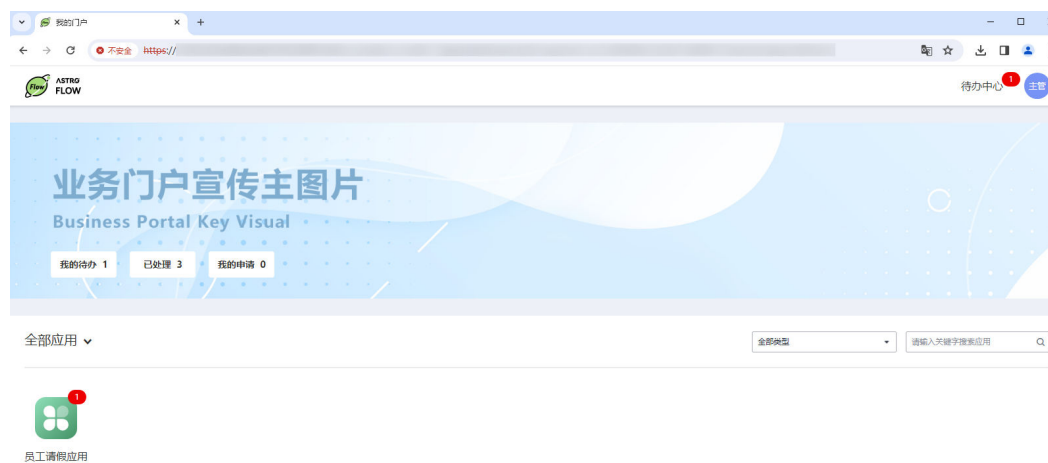 我的门户
不安全 https://
Flow ASTRO FLOW
待办中心 1 主管
业务门户宣传主图片
Business Portal Key Visual
我的待办 1 已处理 3 我的申请 0
全部应用 全部类型 请输入关键字搜索应用
1
员工请假应用